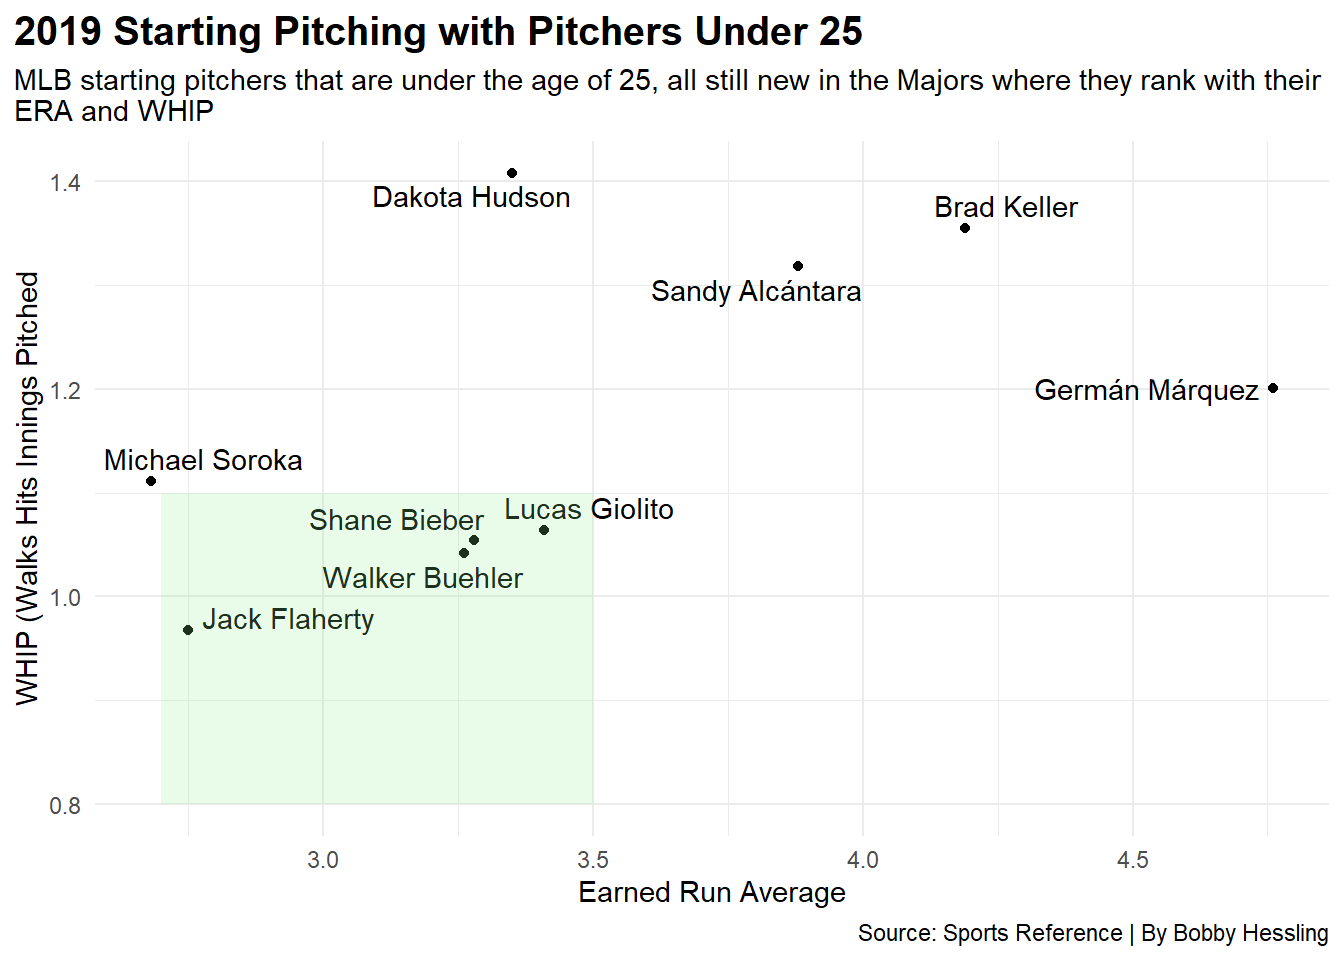 2019 Starting Pitching with Pitchers Under 25
MLB starting pitchers that are under the age of 25, all still new in the Majors where they rank with their
ERA and WHIP
WHIP (Walks Hits Innings Pitched
1.4
1.2
1.0
0.8
Dakota Hudson
Brad Keller
Sandy Alcántara
Germán Márquez
Michael Soroka
Lucas Giolito
Shane Bieber
Walker Buehler
Jack Flaherty
3.0
3.5
4.0
4.5
Earned Run Average
Source: Sports Reference | By Bobby Hessling